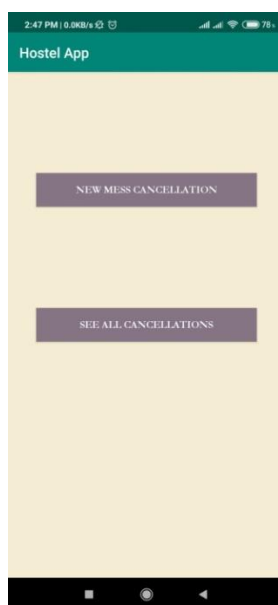 2:47 PM | 0.0KB/s
78%
Hostel App
NEW MESS CANCELLATION
SEE ALL CANCELLATIONS